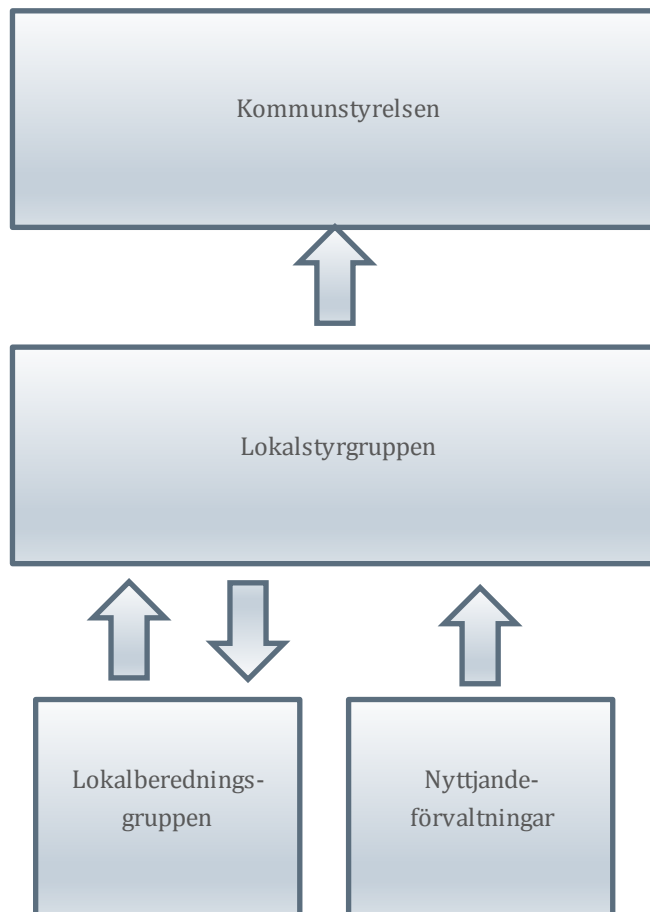 Kommunstyrelsen
Lokalstyrgruppen
Lokalberednings-
gruppen
Nyttjande-
förvaltningar